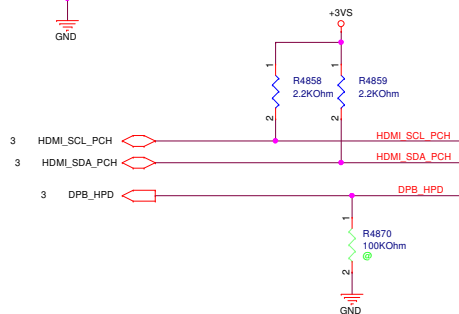 +3VS
GND
1
1
R4858
2.2KOhm
R4859
2.2KOhm
2
2
3 HDMI_SCL_PCH
HDMI_SCL_PCH
3 HDMI_SDA_PCH
HDMI_SDA_PCH
3 DPB_HPD
DPB_HPD
1
R4870
100KOhm
@
2
GND